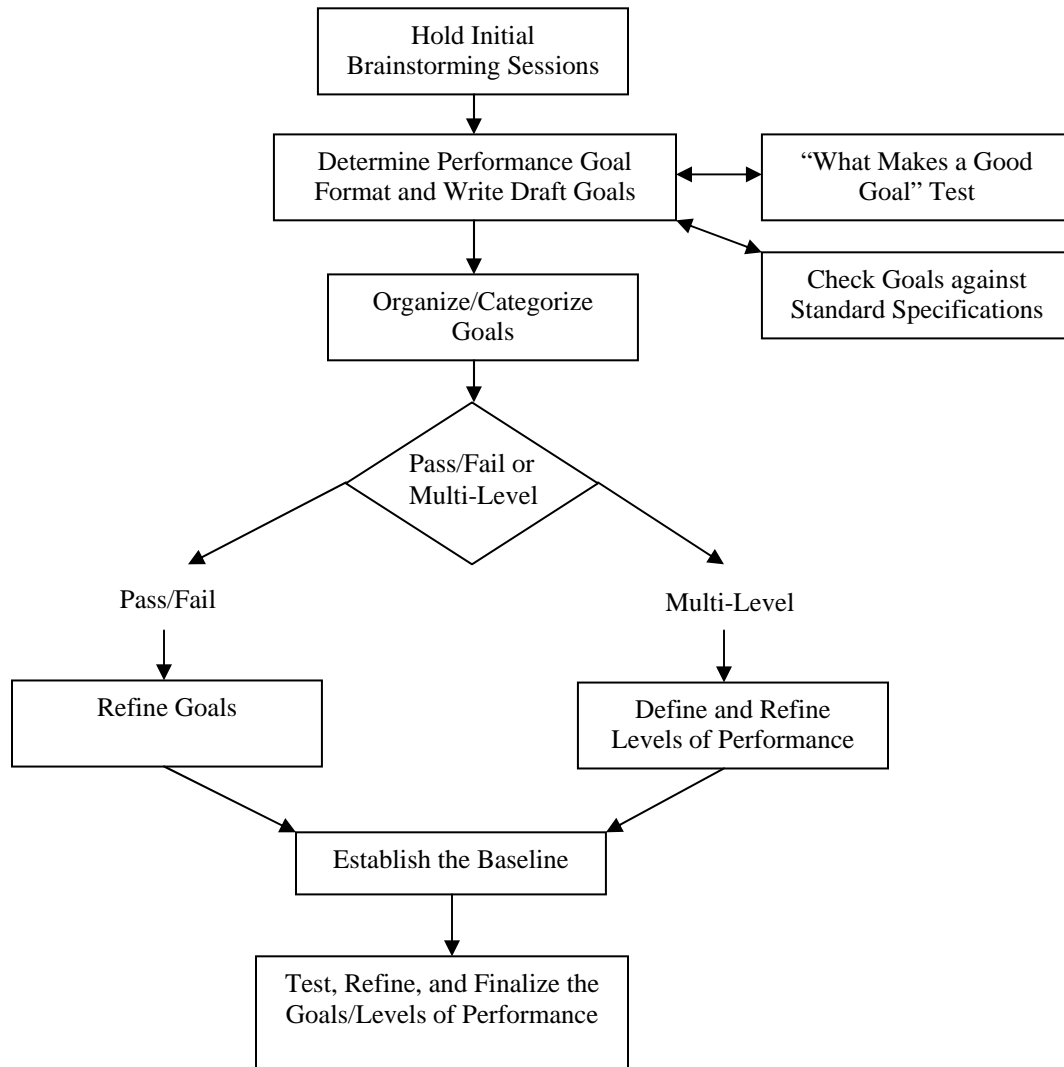 Hold Initial
Brainstorming Sessions
Determine Performance Goal
Format and Write Draft Goals
“What Makes a Good
Goal” Test
Check Goals against
Standard Specifications
Organize/Categorize
Goals
Pass/Fail or
Multi-Level
Pass/Fail
Multi-Level
Refine Goals
Define and Refine
Levels of Performance
Establish the Baseline
Test, Refine, and Finalize the
Goals/Levels of Performance